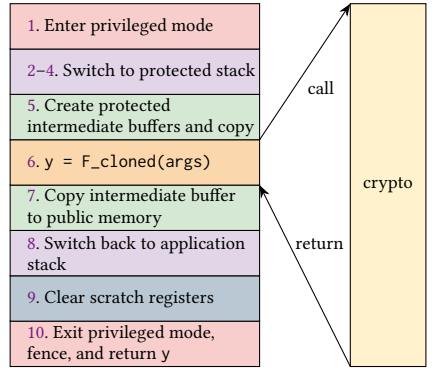 1. Enter privileged mode
2–4. Switch to protected stack
5. Create protected
intermediate buffers and copy
6. y = F_cloned(args)
7. Copy intermediate buffer
to public memory
8. Switch back to application
stack
9. Clear scratch registers
10. Exit privileged mode,
fence, and return y
call
crypto
return